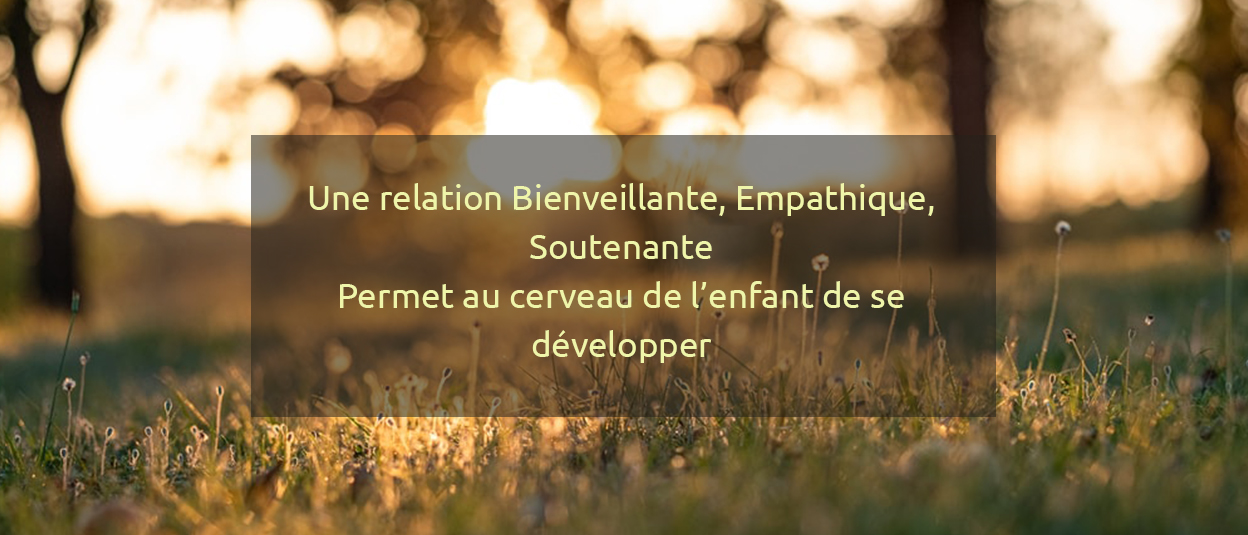 Une relation Bienveillante, Empathique,
Soutenante
Permet au cerveau de l’enfant de se
développer